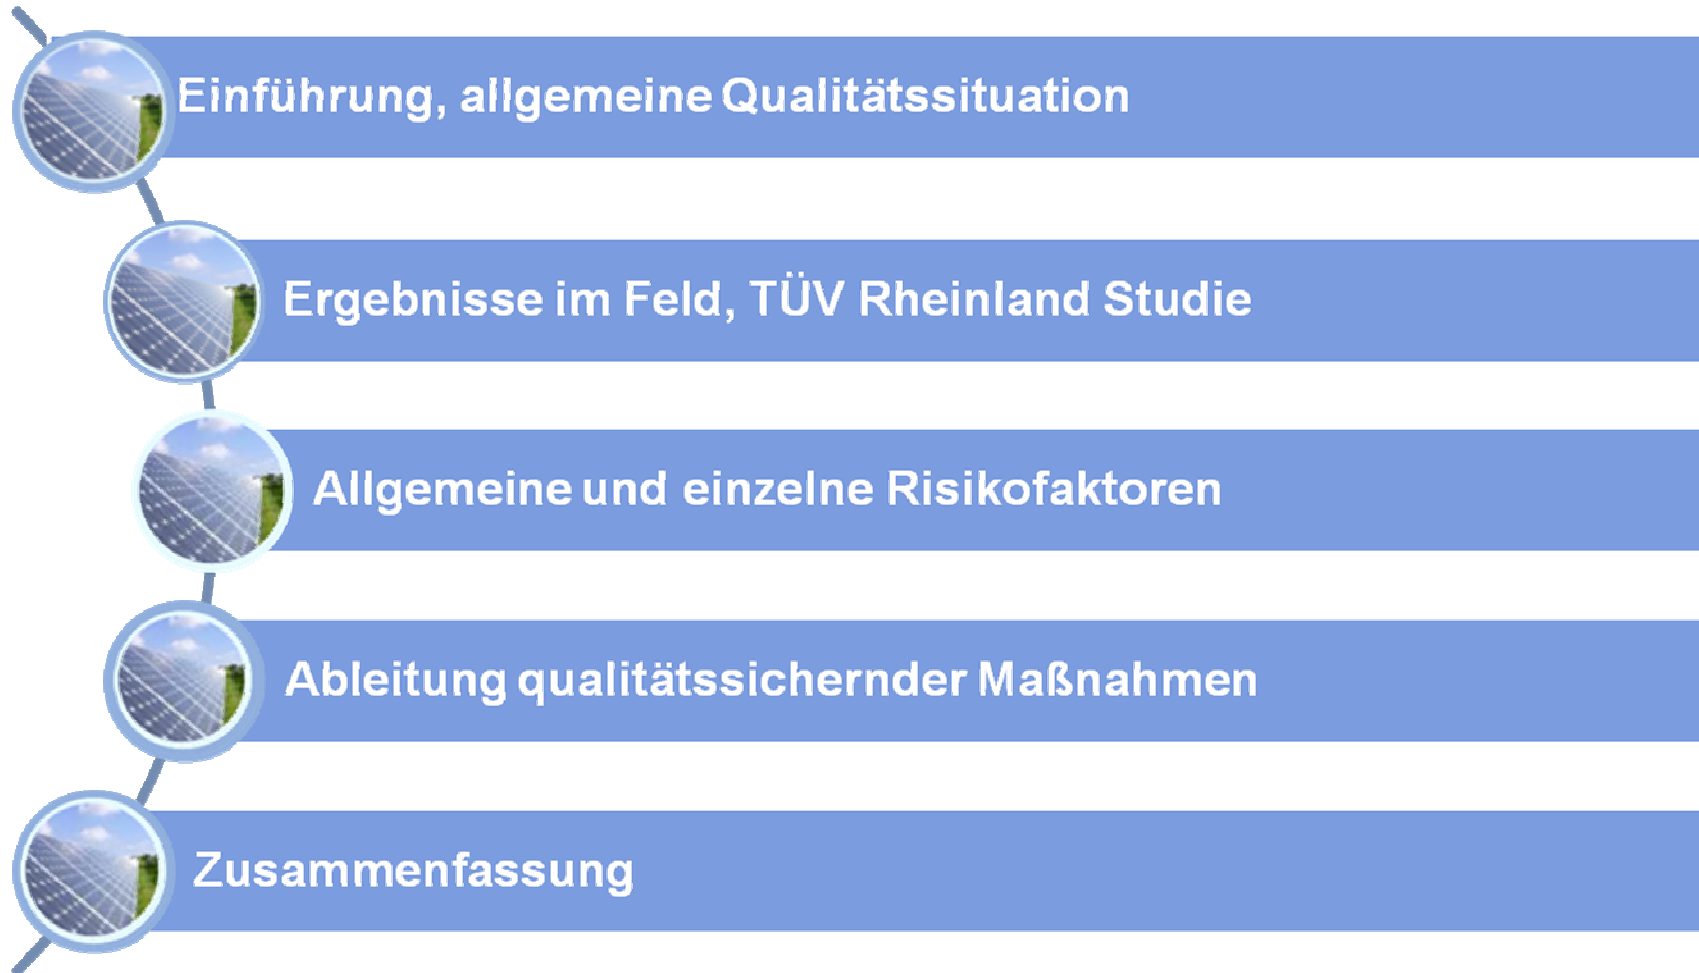 Einführung, allgemeine Qualitätssituation
Ergebnisse im Feld, TÜV Rheinland Studie
Allgemeine und einzelne Risikofaktoren
Ableitung qualitätssichernder Maßnahmen
Zusammenfassung